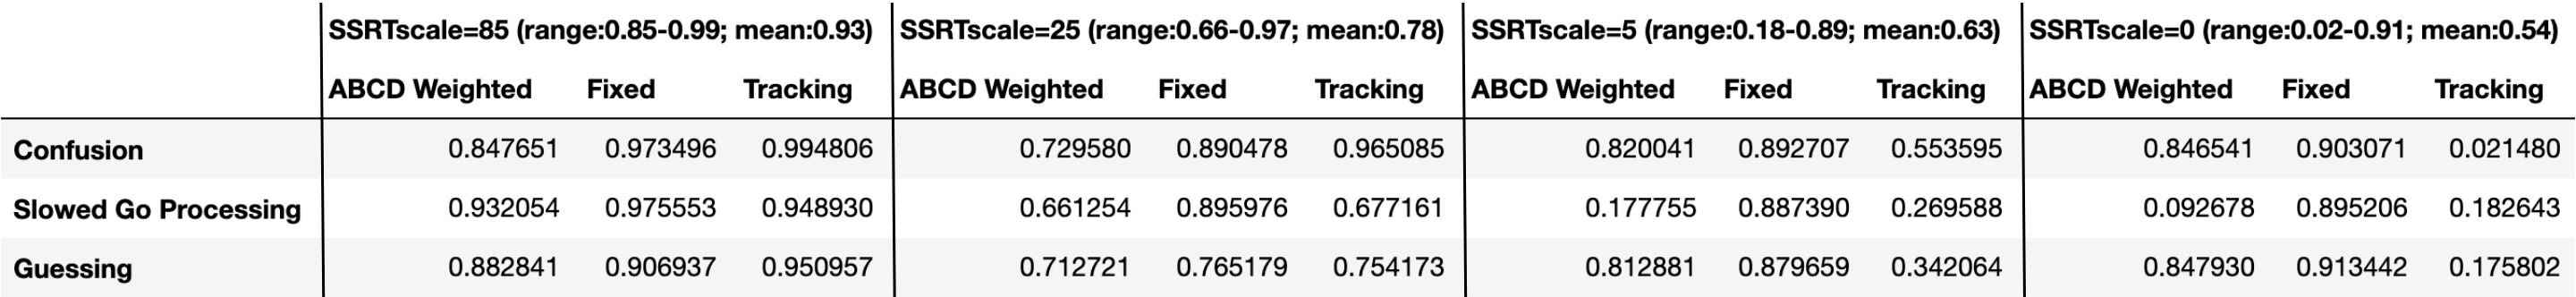 SSRTscale=85 (range:0.85-0.99; mean:0.93) SSRTscale=25 (range:0.66-0.97; mean:0.78) SSRTscale=5 (range:0.18-0.89; mean:0.63) SSRTscale=0 (range:0.02-0.91; mean:0.54)
ABCD Weighted Fixed Tracking ABCD Weighted Fixed Tracking ABCD Weighted Fixed Tracking ABCD Weighted Fixed Tracking
Confusion 0.847651 0.973496 0.994806 0.729580 0.890478 0.965085 0.820041 0.892707 0.553595 0.846541 0.903071 0.021480
Slowed Go Processing 0.932054 0.975553 0.948930 0.661254 0.895976 0.677161 0.177755 0.887390 0.269588 0.092678 0.895206 0.182643
Guessing 0.882841 0.906937 0.950957 0.712721 0.765179 0.754173 0.812881 0.879659 0.342064 0.847930 0.913442 0.175802